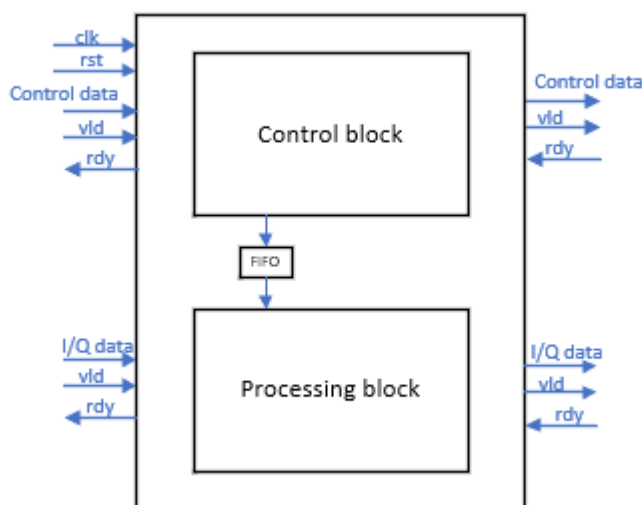 clk
rst
Control data
vld
rdy
Control block
Control data
vld
rdy
FIFO
I/Q data
vld
rdy
Processing block
I/Q data
vld
rdy